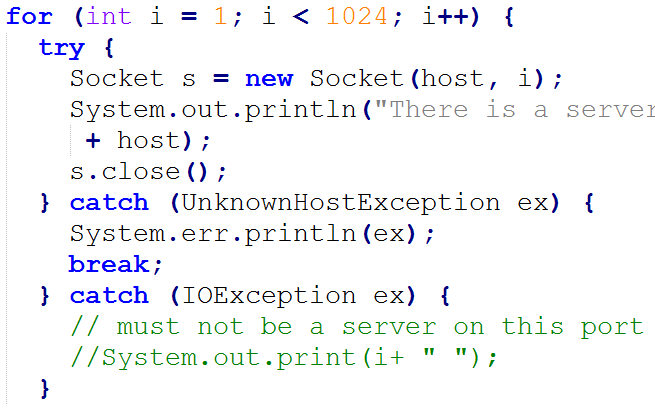 for (int i = 1; i < 1024; i++) {
try {
Socket s = new Socket(host, i);
System.out.println("There is a server
+ host);
s.close();
} catch (UnknownHostException ex) {
System.err.println(ex);
break;
} catch (IOException ex) {
// must not be a server on this port
//System.out.print(i+ " ");
}